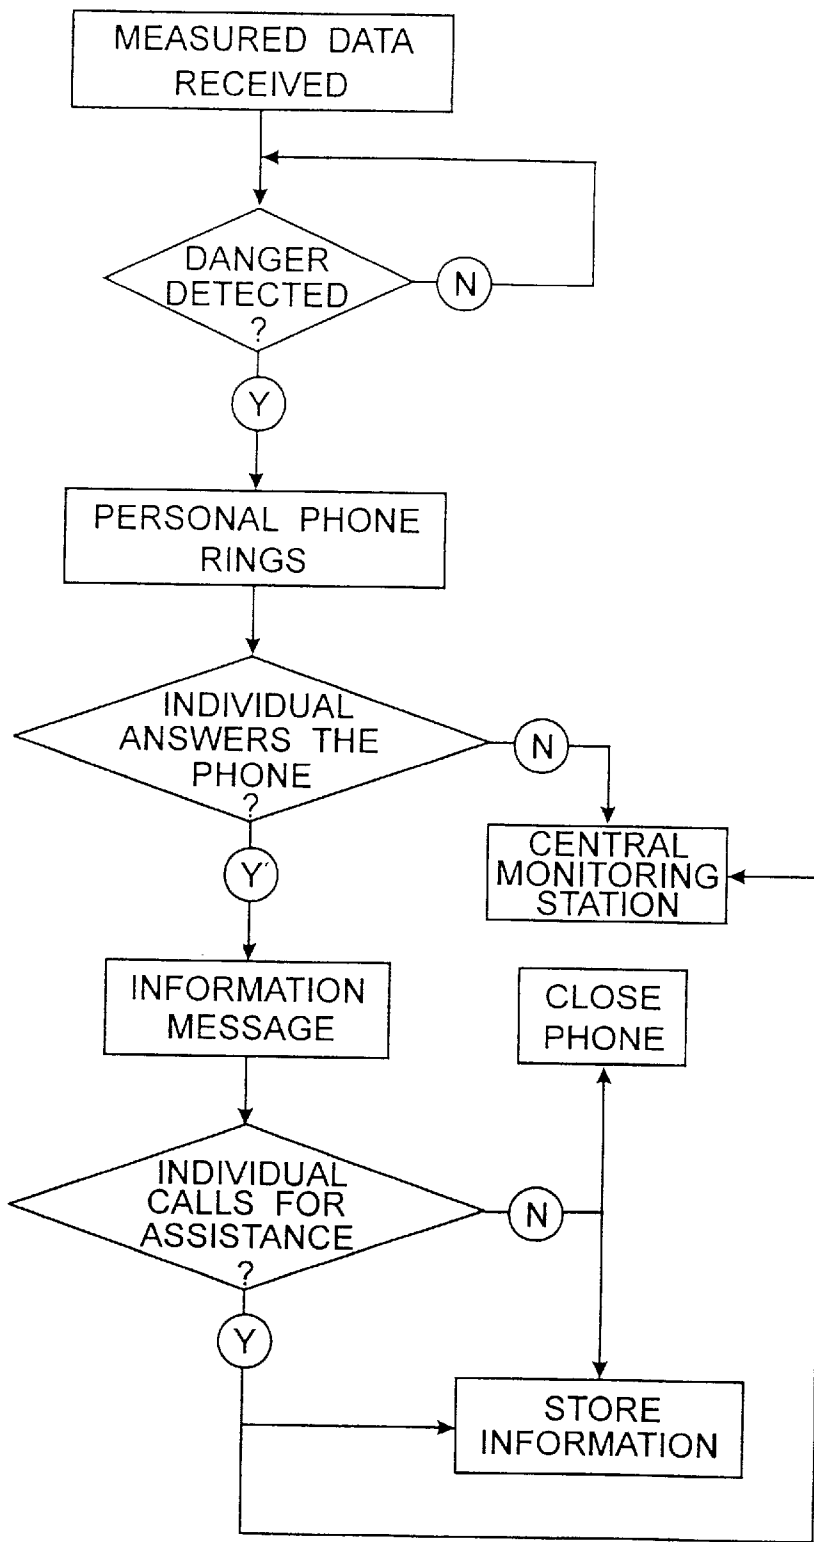 MEASURED DATA
RECEIVED
DANGER
DETECTED
?
N
Y
PERSONAL PHONE
RINGS
INDIVIDUAL
ANSWERS THE
PHONE
?
N
Y
CENTRAL
MONITORING
STATION
INFORMATION
MESSAGE
CLOSE
PHONE
INDIVIDUAL
CALLS FOR
ASSISTANCE
?
N
Y
STORE
INFORMATION